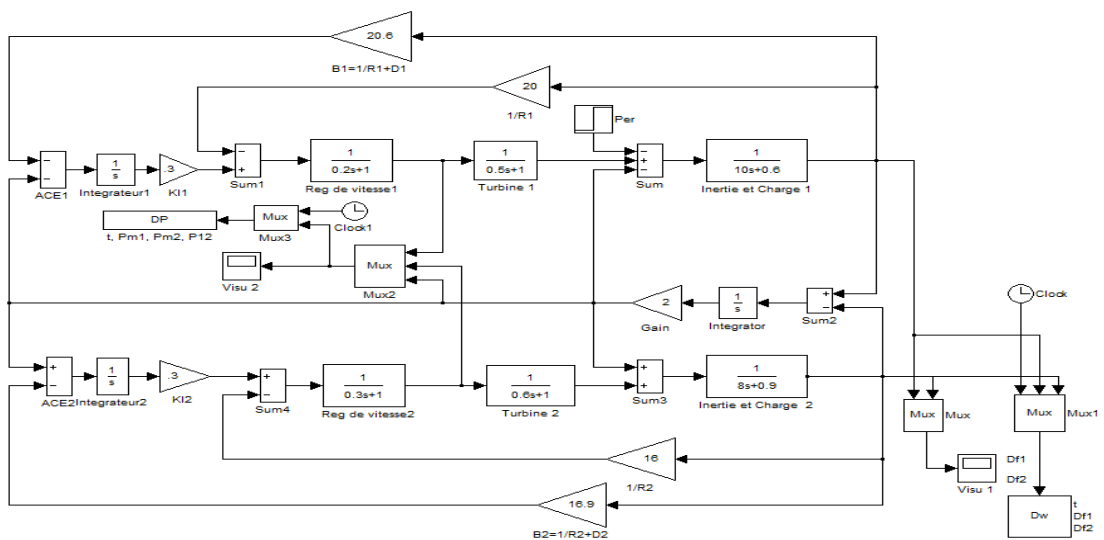 20.6
B1=1/R1+D1
20
1/R1
Per
−
−
ACE1
1
s
Integrateur1
.3
KI1
−
+
Sum1
1
0.2s+1
Reg de vitesse1
1
0.5s+1
Turbine 1
−
+
−
Sum
1
10s+0.6
Inertie et Charge 1
DP
t, Pm1, Pm2, P12
Mux
Mux3
Clock1
Visu 2
Mux
Mux2
2
Gain
1
s
Integrator
+
−
Sum2
Clock
+
−
ACE2
1
s
Integrateur2
.3
KI2
+
−
Sum4
1
0.3s+1
Reg de vitesse2
1
0.6s+1
Turbine 2
+
+
Sum3
1
8s+0.9
Inertie et Charge 2
Mux
Mux
Mux
Mux1
16
1/R2
Df1
Df2
Visu 1
16.9
B2=1/R2+D2
Dw
t
Df1
Df2